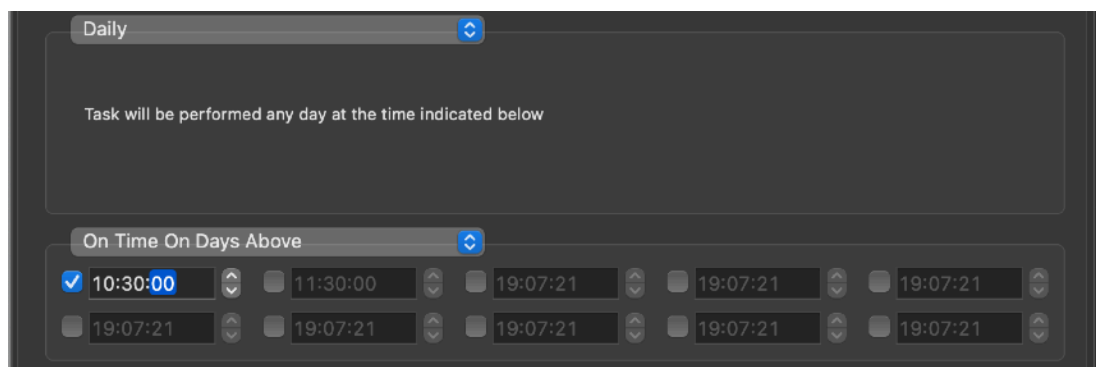 Daily
Task will be performed any day at the time indicated below
On Time On Days Above
10:30:00 11:30:00 19:07:21 19:07:21 19:07:21
19:07:21 19:07:21 19:07:21 19:07:21 19:07:21